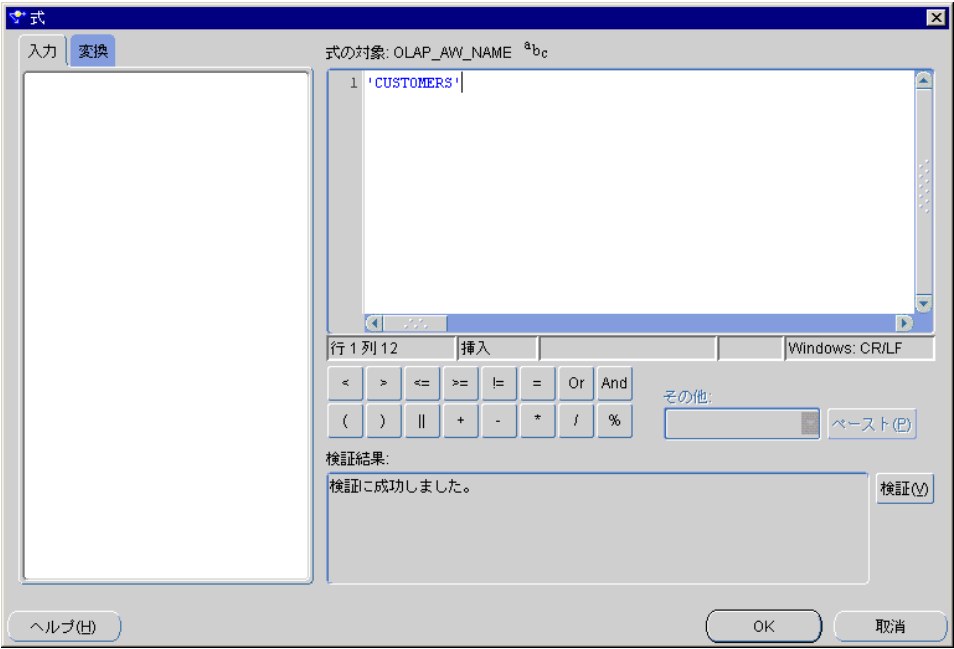 式
入力 変換
式の対象: OLAP_AW_NAME abc
1 'CUSTOMERS'
行 1 列 12 挿入 Windows: CR/LF
< > <= >= != = Or And
その他:
( ) || + - * / % ペースト(P)
検証結果:
検証に成功しました。
検証(V)
ヘルプ(H) OK 取消